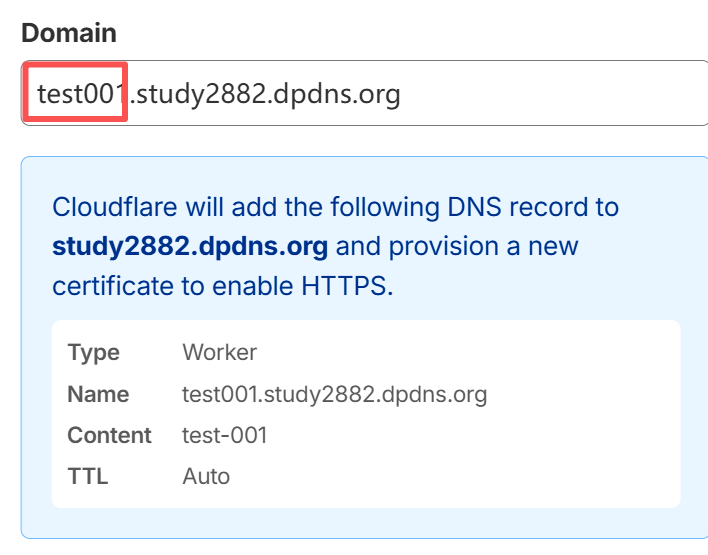 Domain
test001.study2882.dpdns.org
Cloudflare will add the following DNS record to
study2882.dpdns.org and provision a new
certificate to enable HTTPS.
Type Worker
Name test001.study2882.dpdns.org
Content test-001
TTL Auto